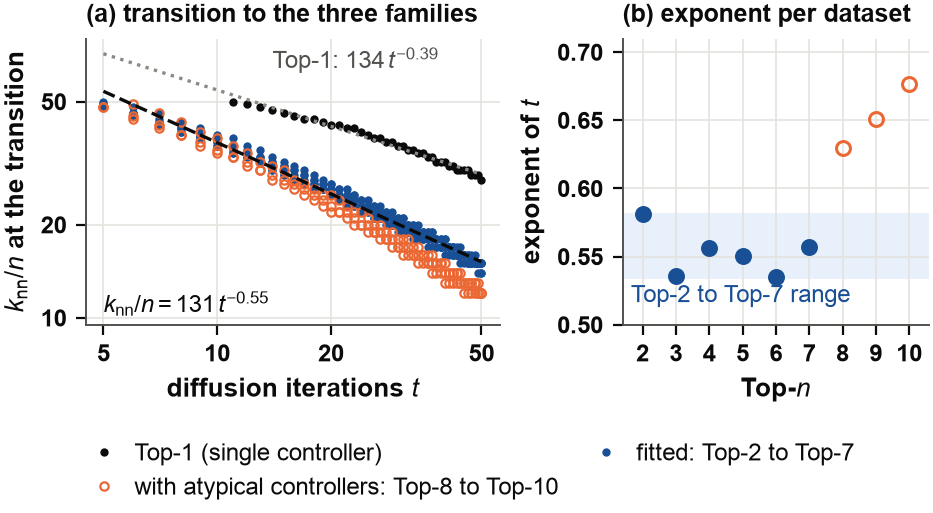 (a) transition to the three families
k_nn/n at the transition
50
20
10
Top-1: 134 t^−0.39
k_nn/n = 131 t^−0.55
5
10
20
50
diffusion iterations t
(b) exponent per dataset
exponent of t
0.70
0.65
0.60
0.55
0.50
Top-2 to Top-7 range
2 3 4 5 6 7 8 9 10
Top-n
Top-1 (single controller)
with atypical controllers: Top-8 to Top-10
fitted: Top-2 to Top-7